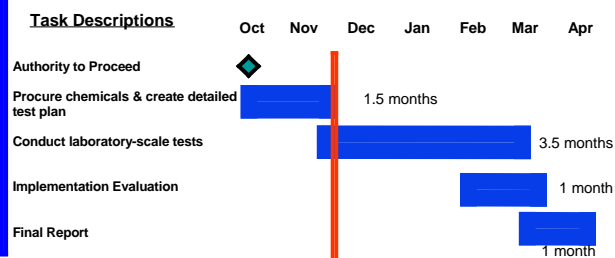 Task Descriptions
Oct Nov Dec Jan Feb Mar Apr
Authority to Proceed
Procure chemicals & create detailed
test plan
1.5 months
Conduct laboratory-scale tests
3.5 months
Implementation Evaluation
1 month
Final Report
1 month